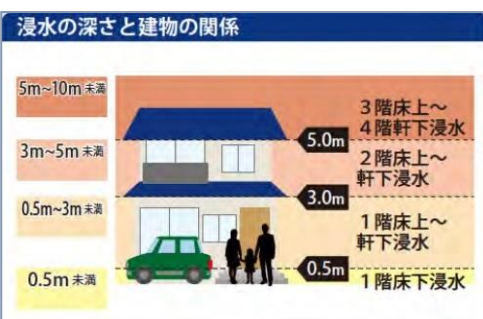 浸水の深さと建物の関係
5m~10m 未満
3階床上～
4階軒下浸水
5.0m
3m~5m 未満
2階床上～
軒下浸水
3.0m
0.5m~3m 未満
1階床上～
軒下浸水
0.5m
0.5m 未満
1階床下浸水